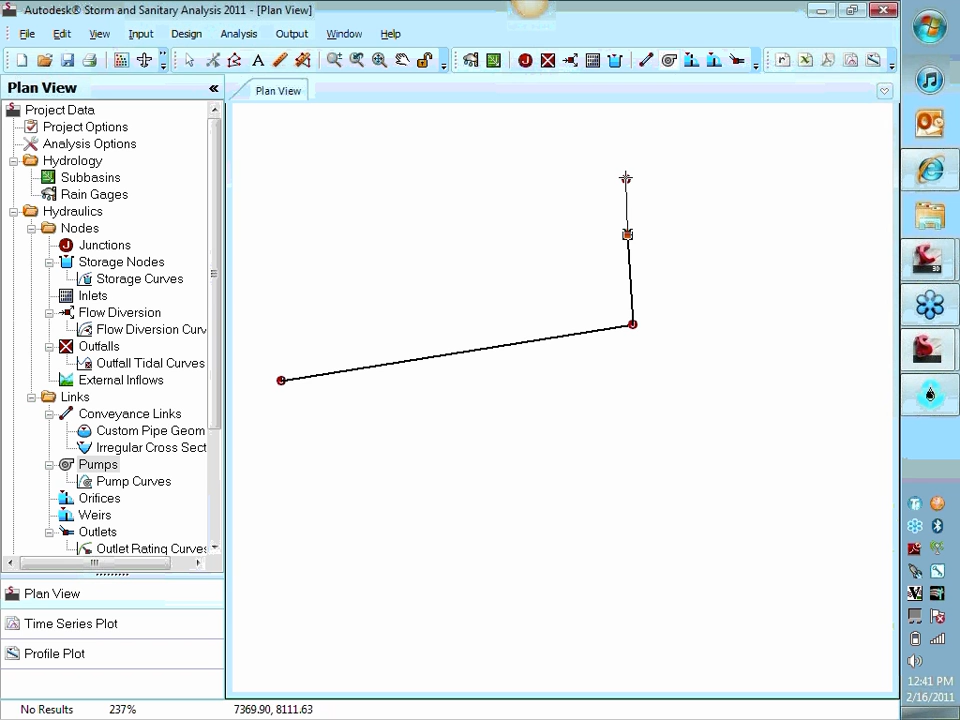 Autodesk® Storm and Sanitary Analysis 2011 - [Plan View]
File Edit View Input Design Analysis Output Window Help
Plan View
Plan View
Project Data
Project Options
Analysis Options
Hydrology
Subbasins
Rain Gages
Hydraulics
Nodes
Junctions
Storage Nodes
Storage Curves
Inlets
Flow Diversion
Flow Diversion Curv
Outfalls
Outfall Tidal Curves
External Inflows
Links
Conveyance Links
Custom Pipe Geom
Irregular Cross Sect
Pumps
Pump Curves
Orifices
Weirs
Outlets
Outlet Rating Curves
Plan View
Time Series Plot
Profile Plot
No Results 237% 7369.90, 8111.63
12:41 PM
2/16/2011